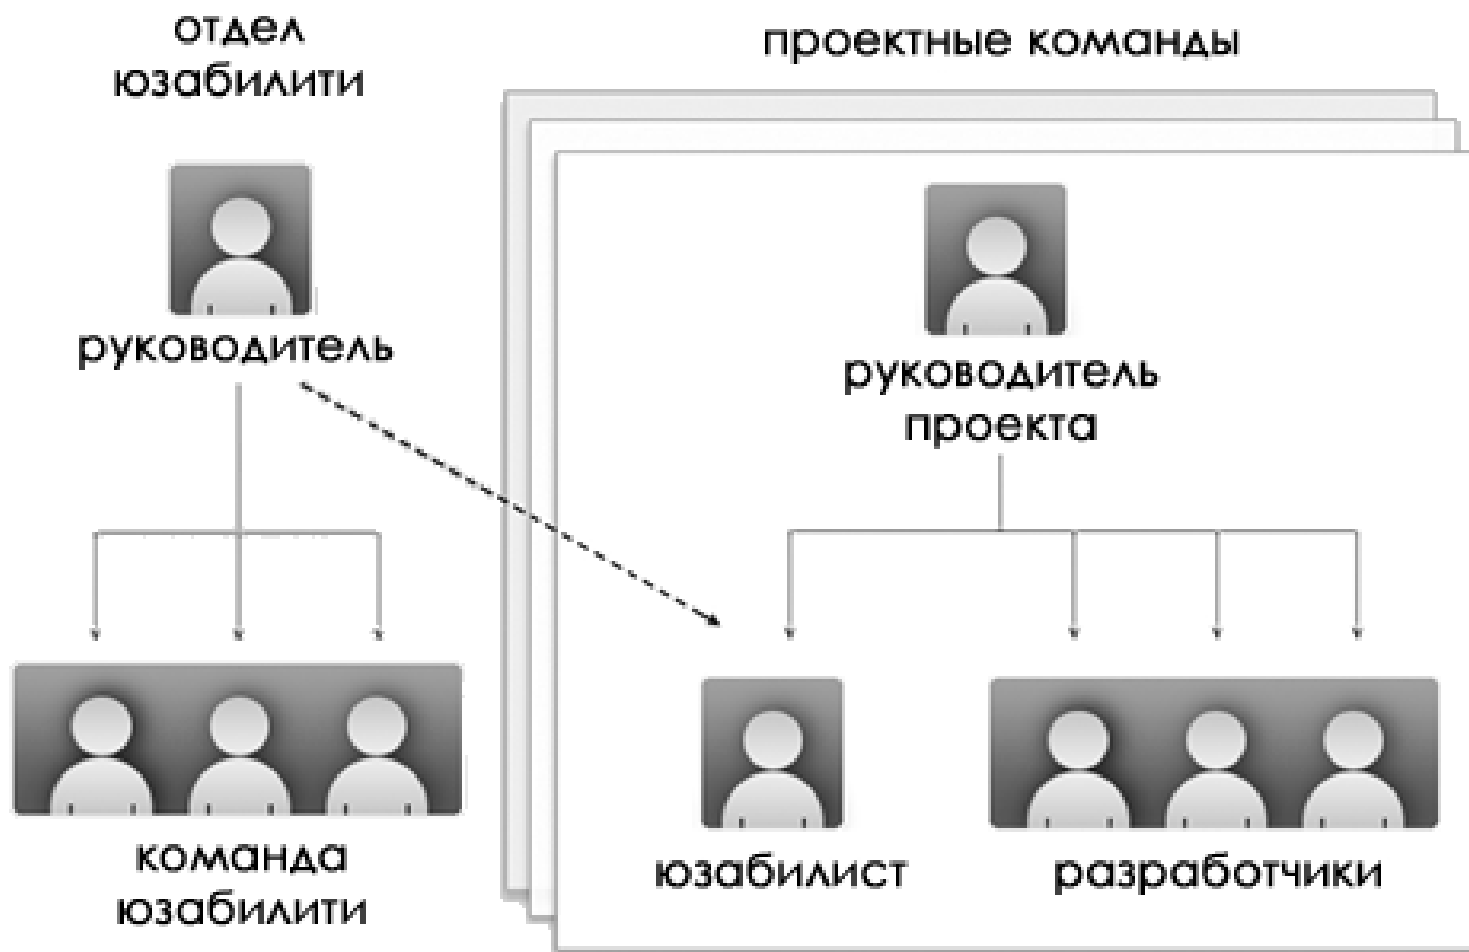 отдел
юзабилити
проектные команды
руководитель
руководитель
проекта
команда
юзабилити
юзабилист
разработчики